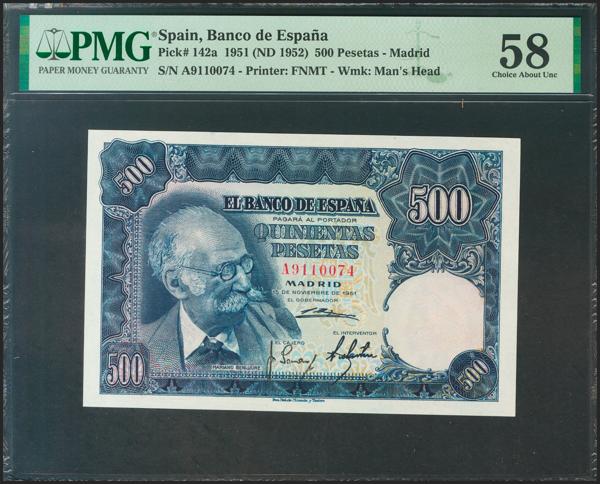 PMG
PAPER MONEY GUARANTY
Spain, Banco de España
Pick# 142a 1951 (ND 1952) 500 Pesetas - Madrid
S/N A9110074 - Printer: FNMT - Wmk: Man's Head
58
Choice About Unc
500
500
EL BANCO DE ESPAÑA
PAGARÁ AL PORTADOR
QUINIENTAS
PESETAS
A9110074
MADRID
15 DE NOVIEMBRE DE 1951
EL GOBERNADOR
EL INTERVENTOR
EL CAJERO
MARIANO BENLLIURE
500
500